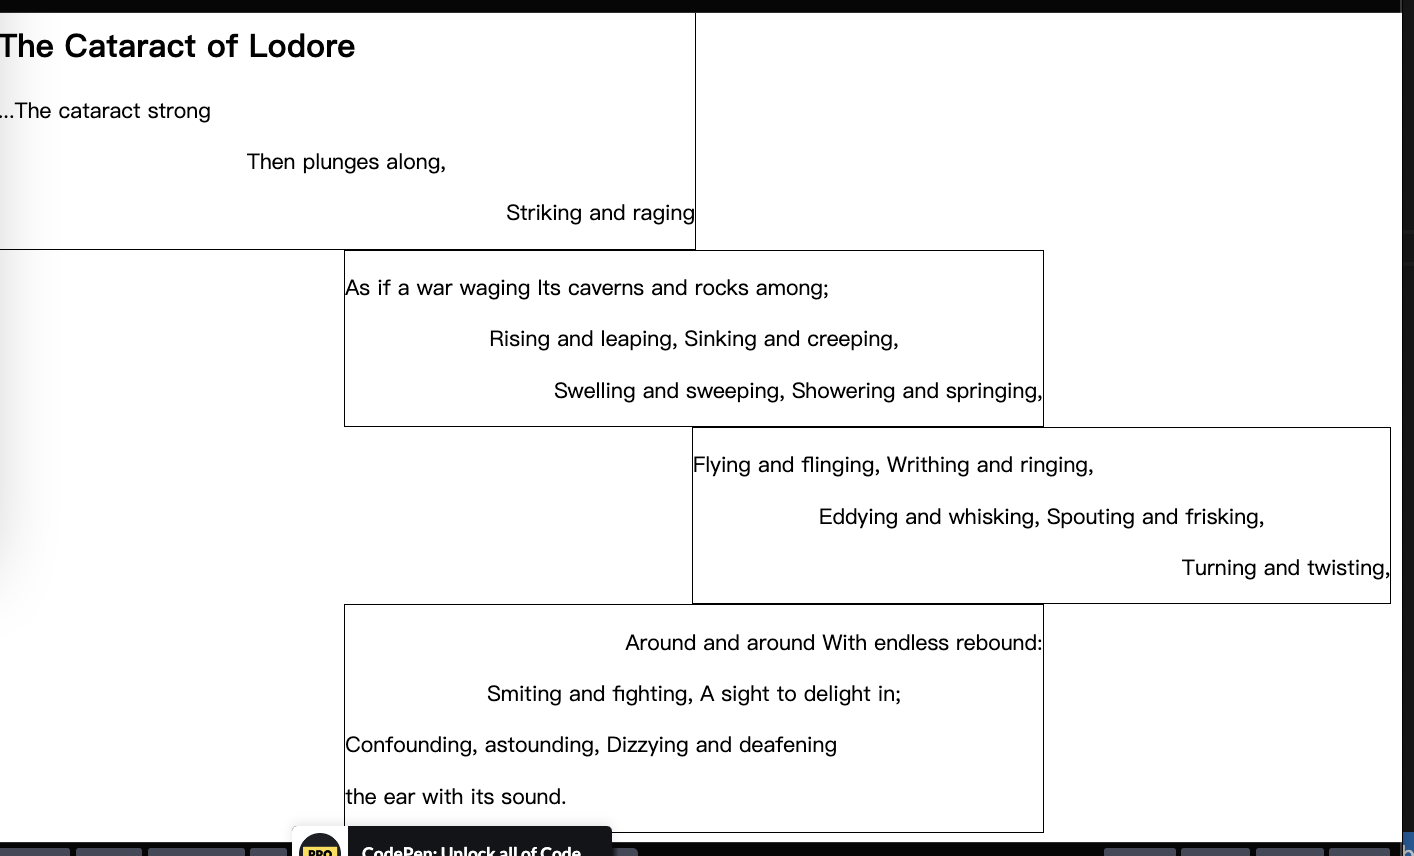 The Cataract of Lodore
...The cataract strong
Then plunges along,
Striking and raging
As if a war waging Its caverns and rocks among;
Rising and leaping, Sinking and creeping,
Swelling and sweeping, Showering and springing,
Flying and flinging, Writhing and ringing,
Eddying and whisking, Spouting and frisking,
Turning and twisting,
Around and around With endless rebound:
Smiting and fighting, A sight to delight in;
Confounding, astounding, Dizzying and deafening
the ear with its sound.
PRO
CodePen: Unlock all of Code